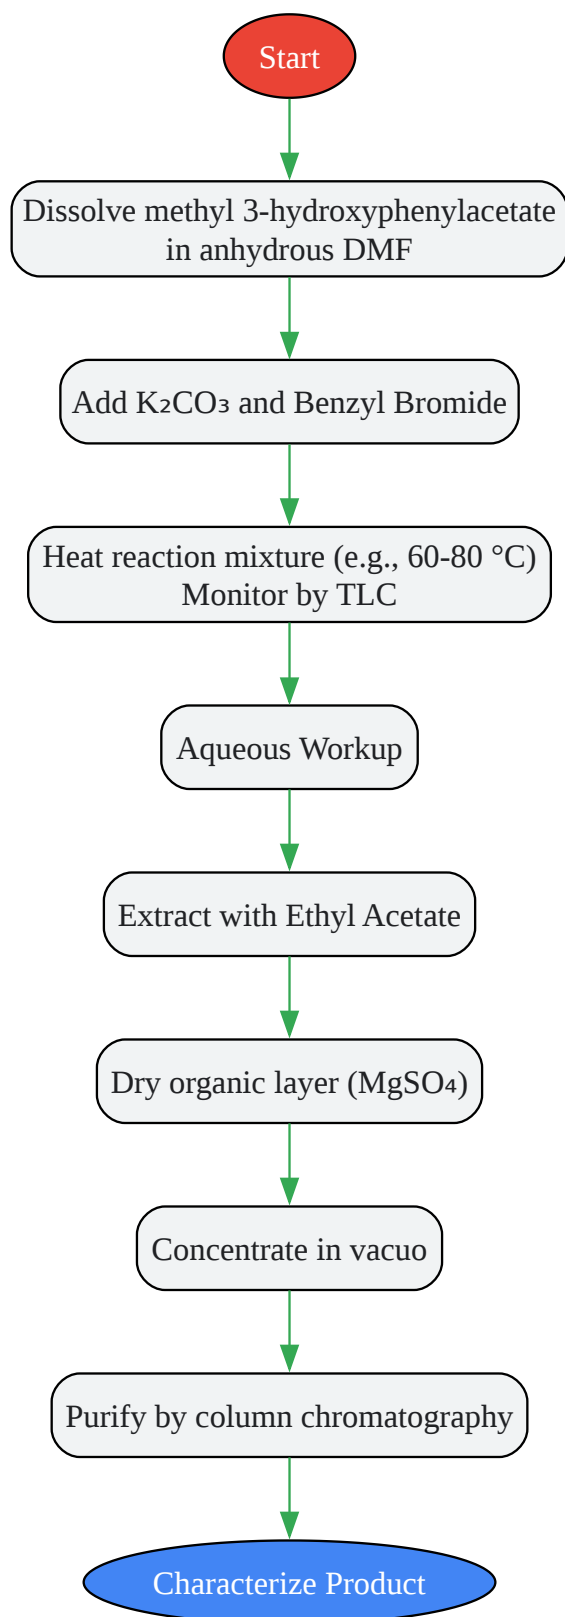 Start
Dissolve methyl 3-hydroxyphenylacetate
in anhydrous DMF
Add K₂CO₃ and Benzyl Bromide
Heat reaction mixture (e.g., 60-80 °C)
Monitor by TLC
Aqueous Workup
Extract with Ethyl Acetate
Dry organic layer (MgSO₄)
Concentrate in vacuo
Purify by column chromatography
Characterize Product